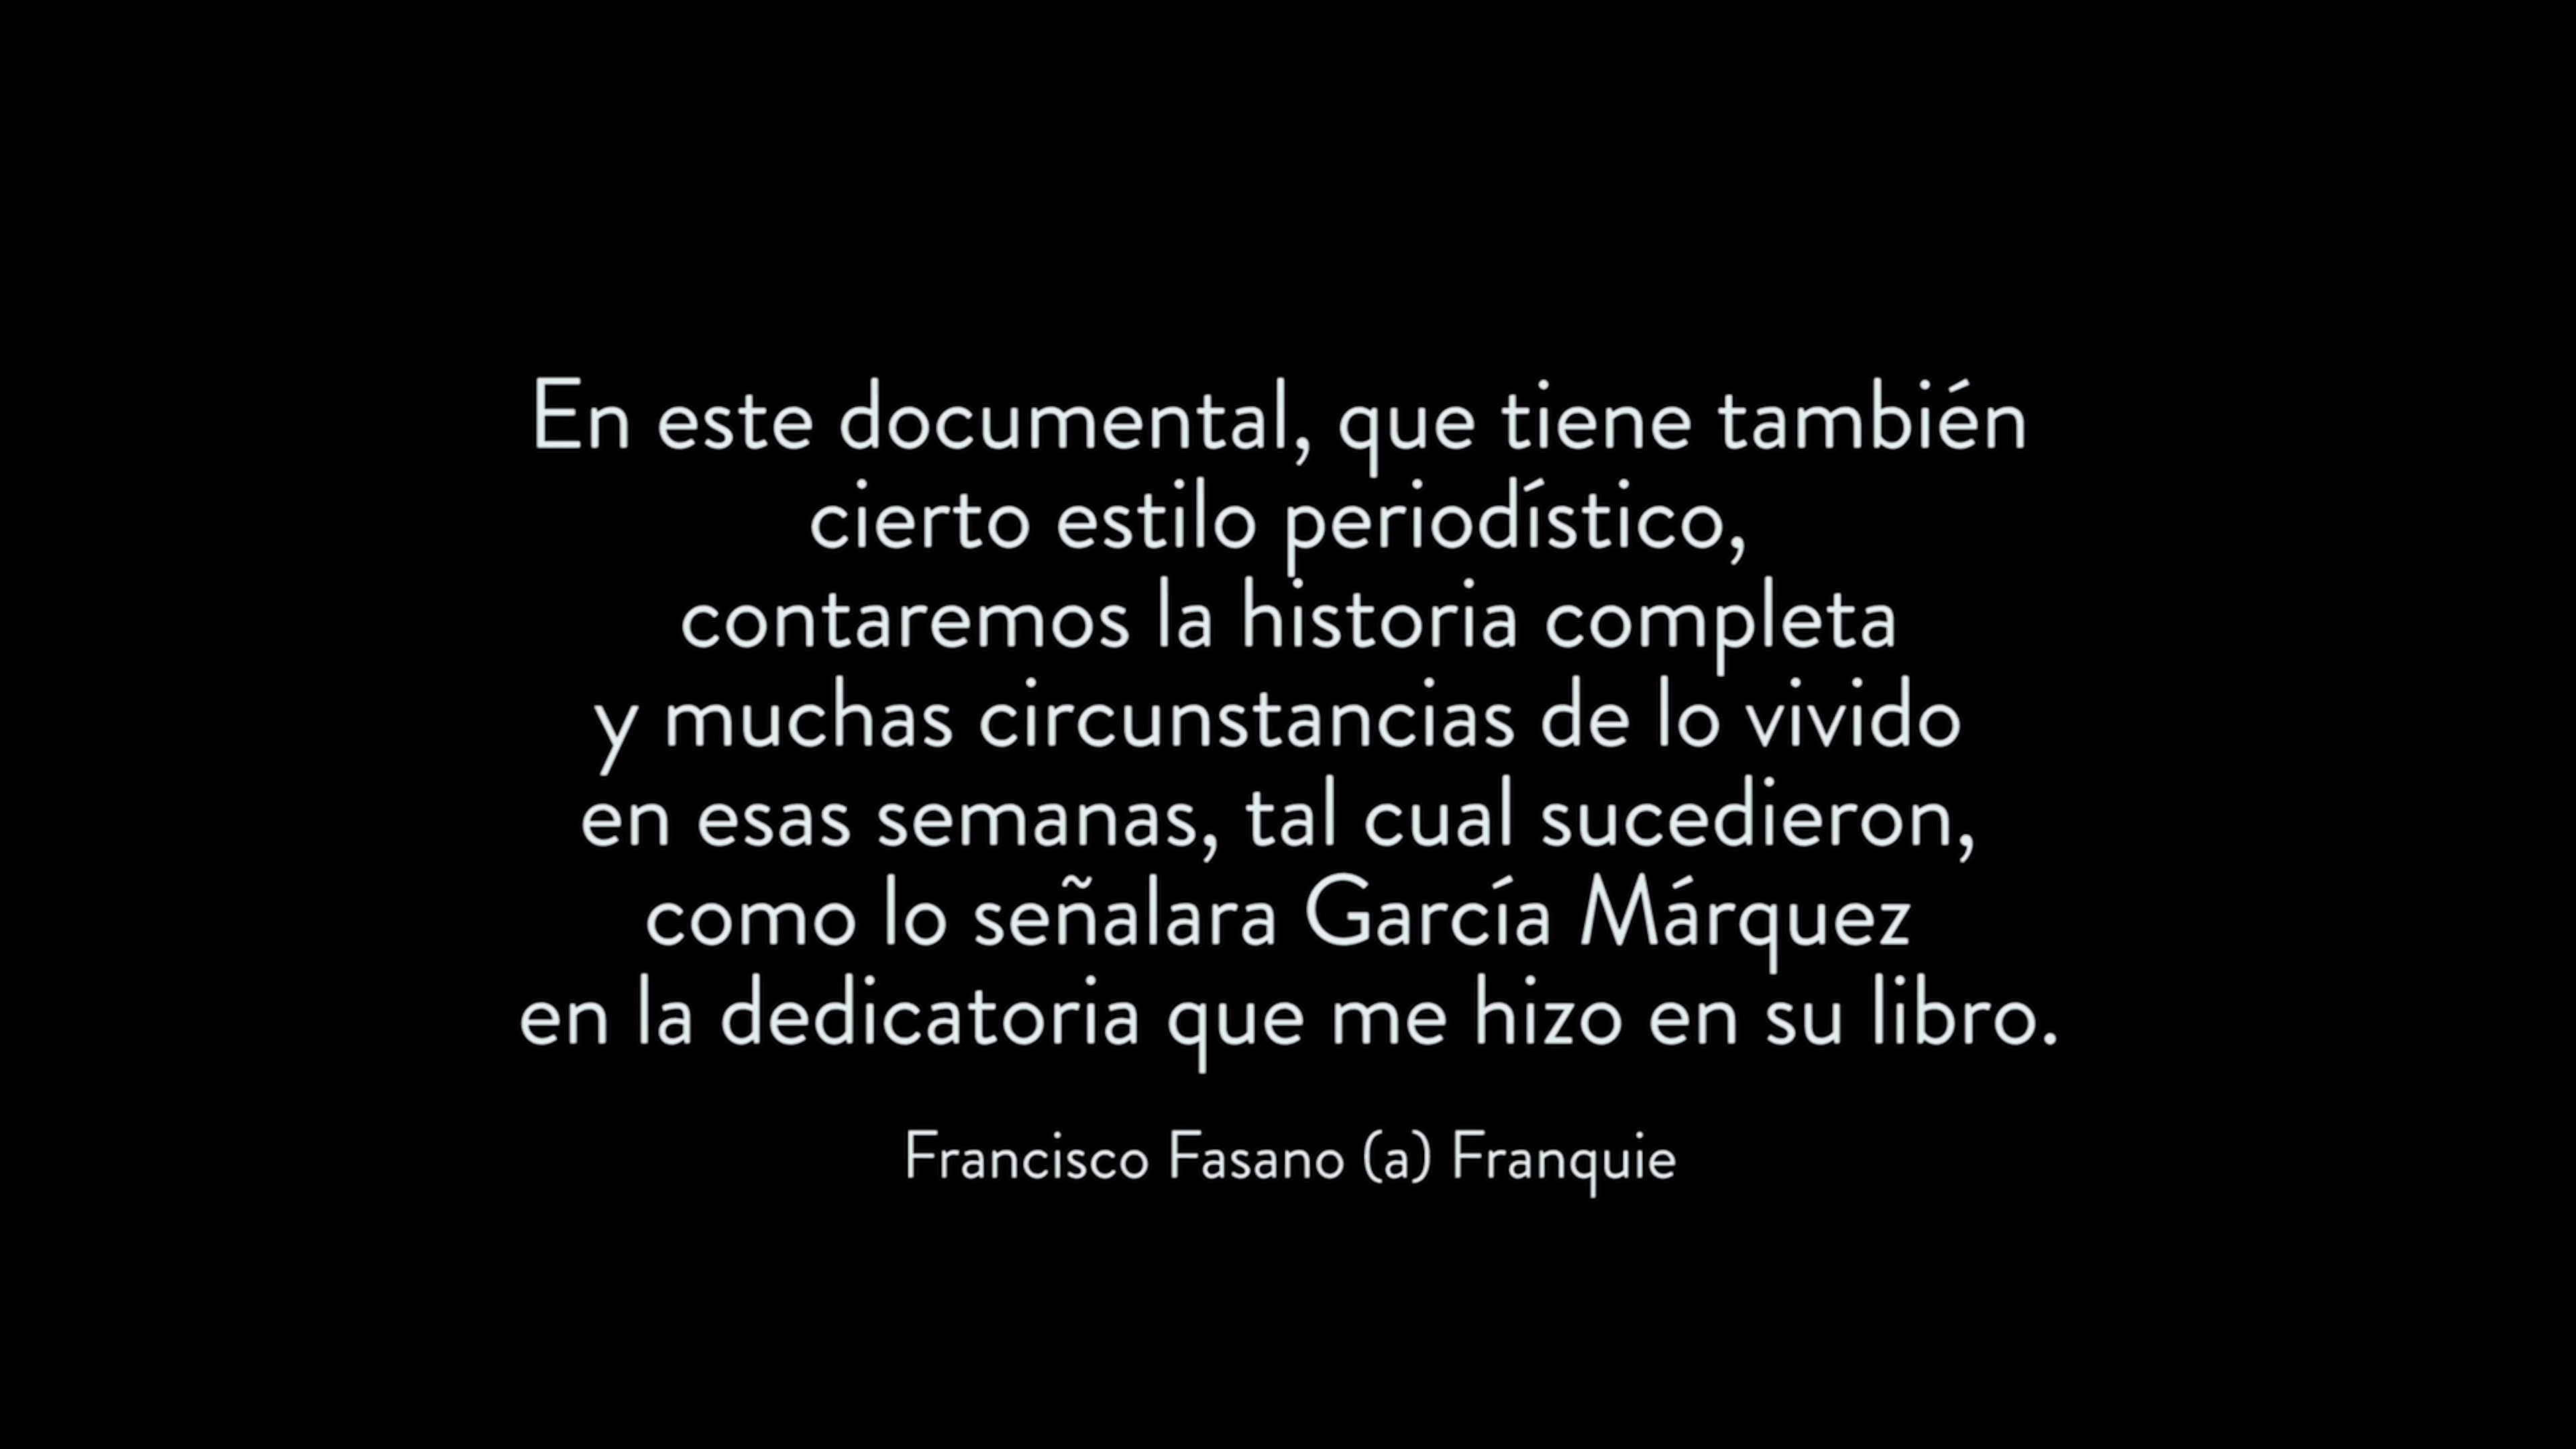 En este documental, que tiene también
cierto estilo periodístico,
contaremos la historia completa
y muchas circunstancias de lo vivido
en esas semanas, tal cual sucedieron,
como lo señalara García Márquez
en la dedicatoria que me hizo en su libro.
Francisco Fasano (a) Franquie